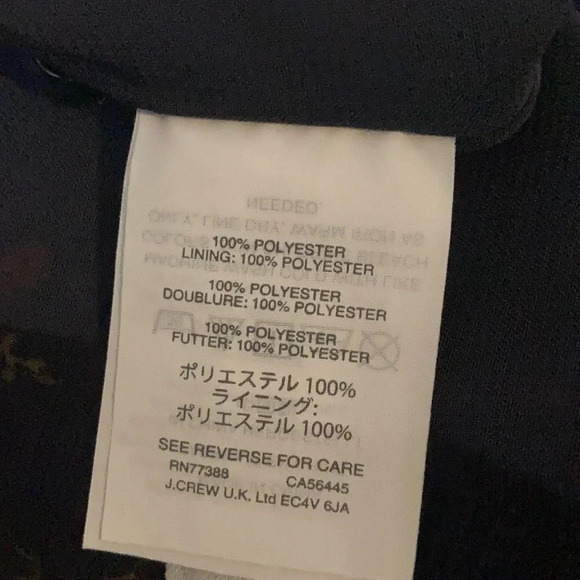 100% POLYESTER
LINING: 100% POLYESTER
100% POLYESTER
DOUBLURE: 100% POLYESTER
100% POLYESTER
FUTTER: 100% POLYESTER
ポリエステル 100%
ライニング:
ポリエステル 100%
SEE REVERSE FOR CARE
RN77388 CA56445
J.CREW U.K. Ltd EC4V 6JA